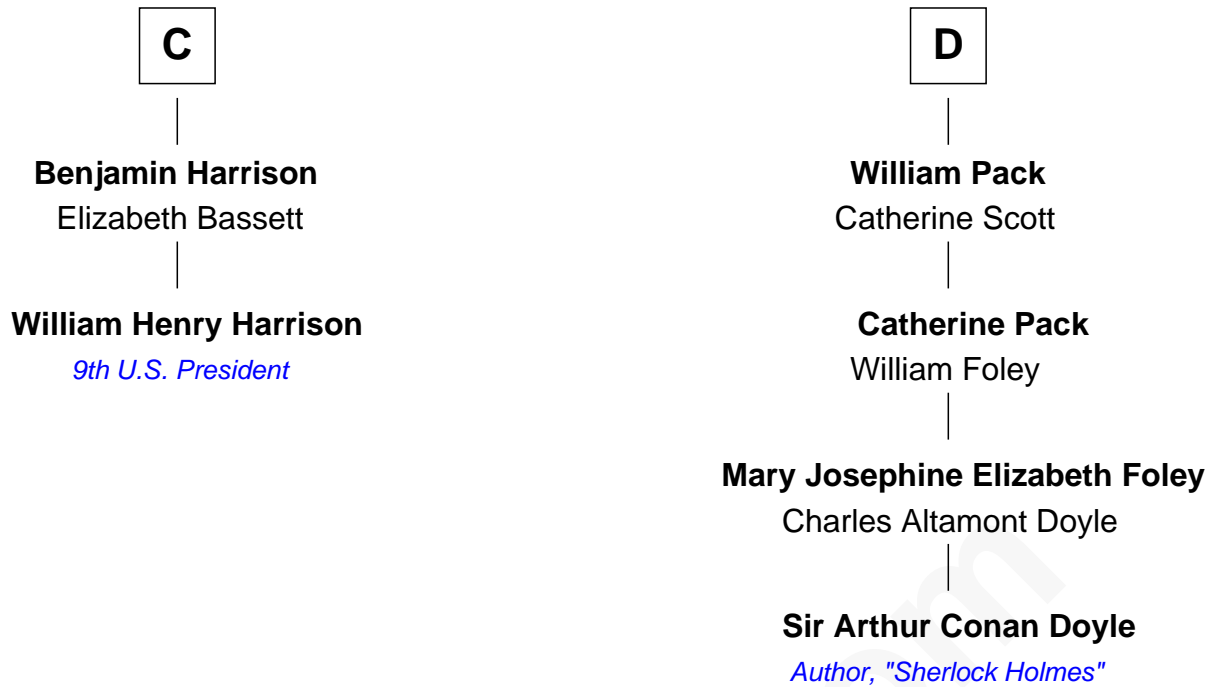 C
Benjamin Harrison
Elizabeth Bassett
William Henry Harrison
9th U.S. President
D
William Pack
Catherine Scott
Catherine Pack
William Foley
Mary Josephine Elizabeth Foley
Charles Altamont Doyle
Sir Arthur Conan Doyle
Author, "Sherlock Holmes"